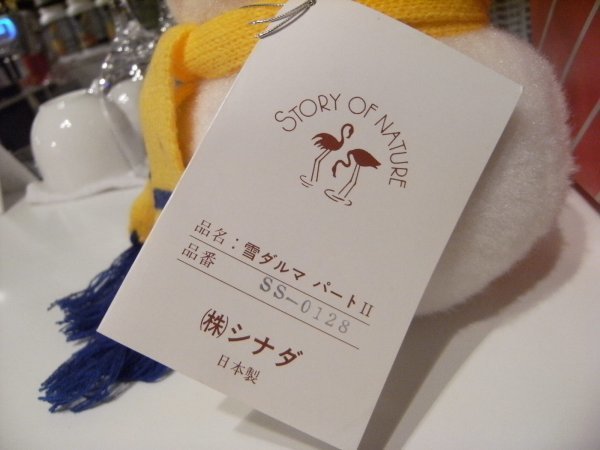 STORY OF NATURE
品名：雪ダルマ パートII
品番 SS-0128
㈱シナダ
日本製